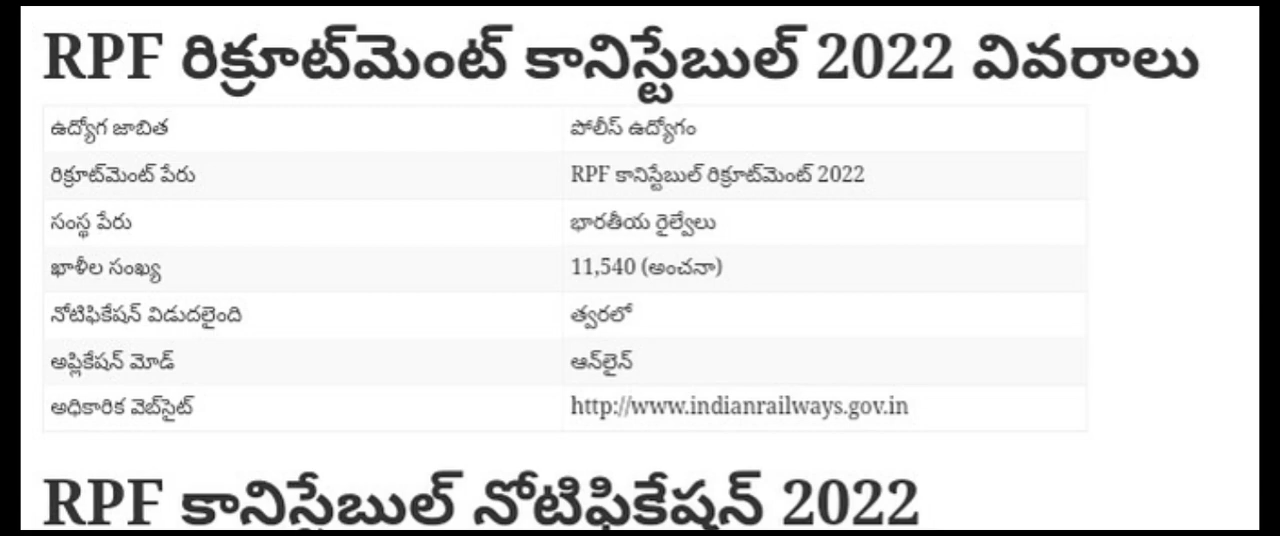 RPF రిక్రూట్‌మెంట్ కానిస్టేబుల్ 2022 వివరాలు
ఉద్యోగ జాబిత పోలీస్ ఉద్యోగం
రిక్రూట్‌మెంట్ పేరు RPF కానిస్టేబుల్ రిక్రూట్‌మెంట్ 2022
సంస్థ పేరు భారతీయ రైల్వేలు
ఖాళీల సంఖ్య 11,540 (అంచనా)
నోటిఫికేషన్ విడుదలైంది త్వరలో
అప్లికేషన్ మోడ్ ఆన్‌లైన్
అధికారిక వెబ్‌సైట్ http://www.indianrailways.gov.in
RPF కానిస్టేబుల్ నోటిఫికేషన్ 2022